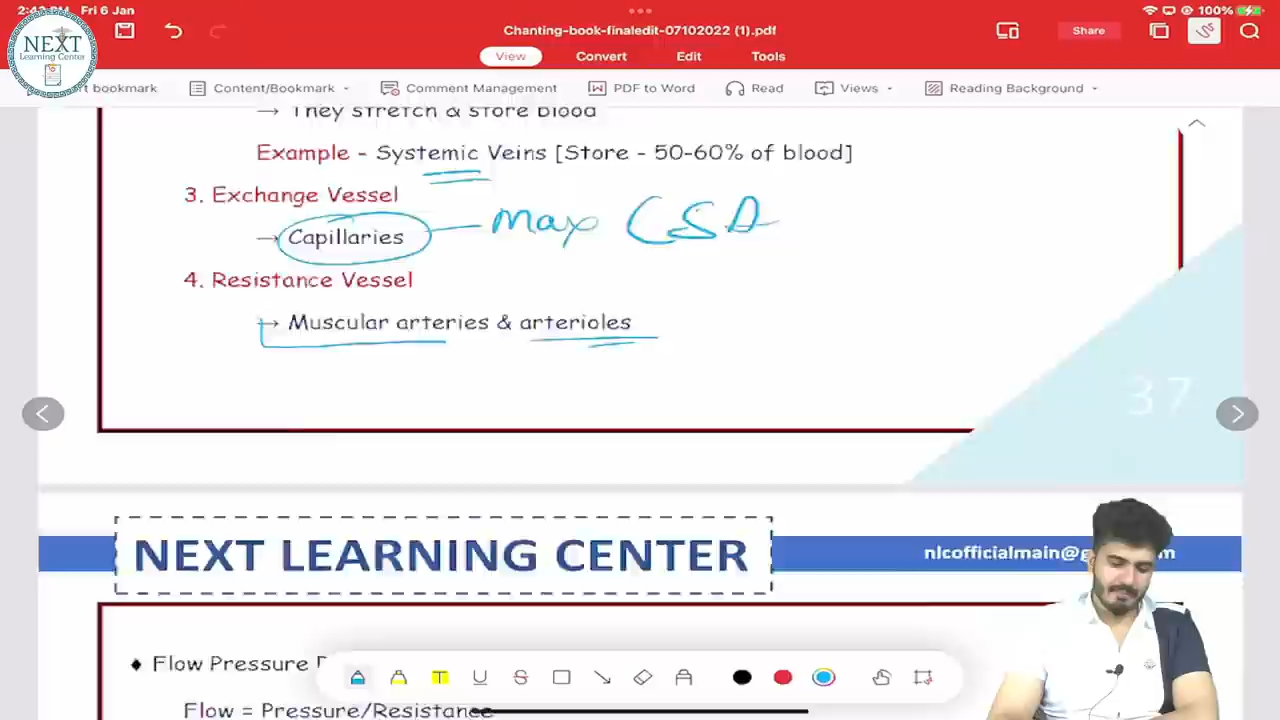 2:43 PM Fri 6 Jan
100%
NEXT
Learning Center
Chanting-book-finaledit-07102022 (1).pdf
Share
View Convert Edit Tools
bookmark Content/Bookmark Comment Management PDF to Word Read Views Reading Background
→ They stretch & store blood
Example - Systemic Veins [Store - 50-60% of blood]
3. Exchange Vessel
→ Capillaries
Max CSA
4. Resistance Vessel
→ Muscular arteries & arterioles
37
NEXT LEARNING CENTER
nlcofficialmain@g
m
♦ Flow Pressure
Flow = Pressure/Resistance